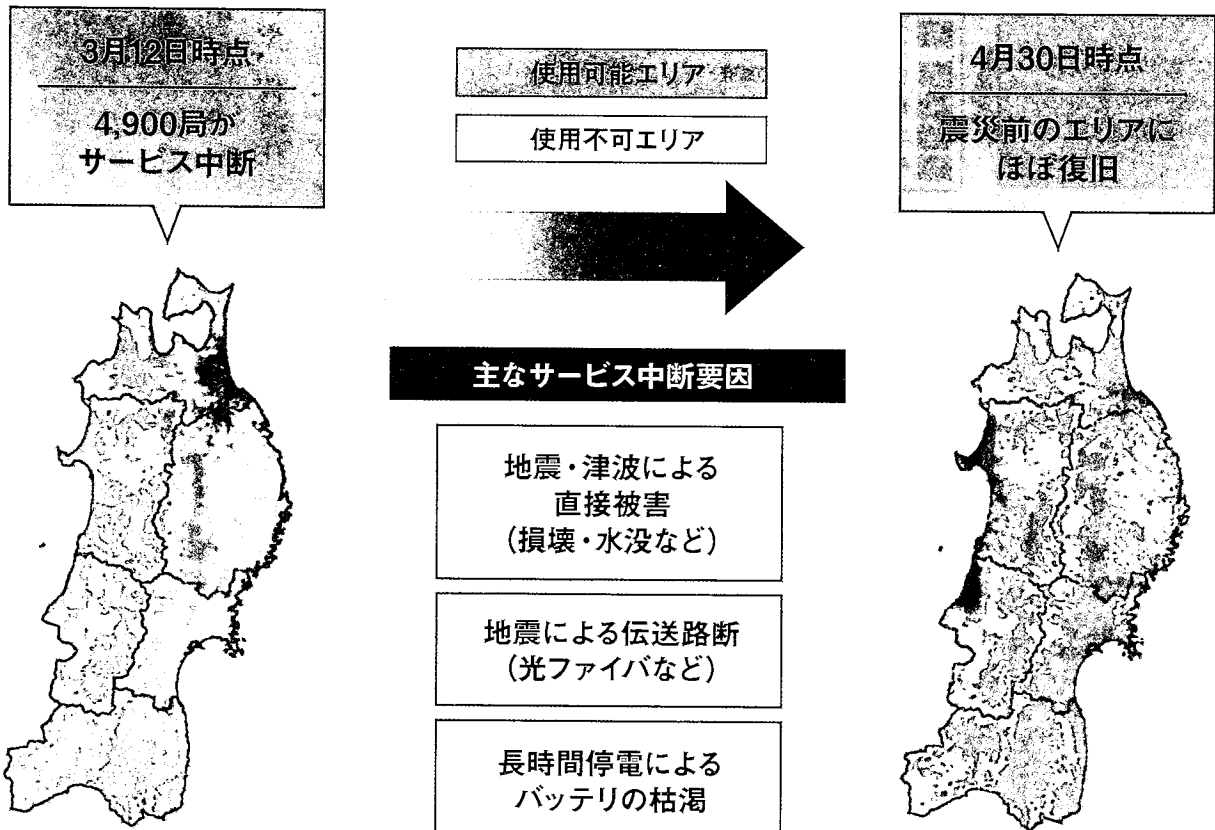 3月12日時点
4,900局が
サービス中断
使用可能エリア
使用不可エリア
4月30日時点
震災前のエリアに
ほぼ復旧
主なサービス中断要因
地震・津波による
直接被害
(損壊・水没など)
地震による伝送路断
(光ファイバなど)
長時間停電による
バッテリの枯渇